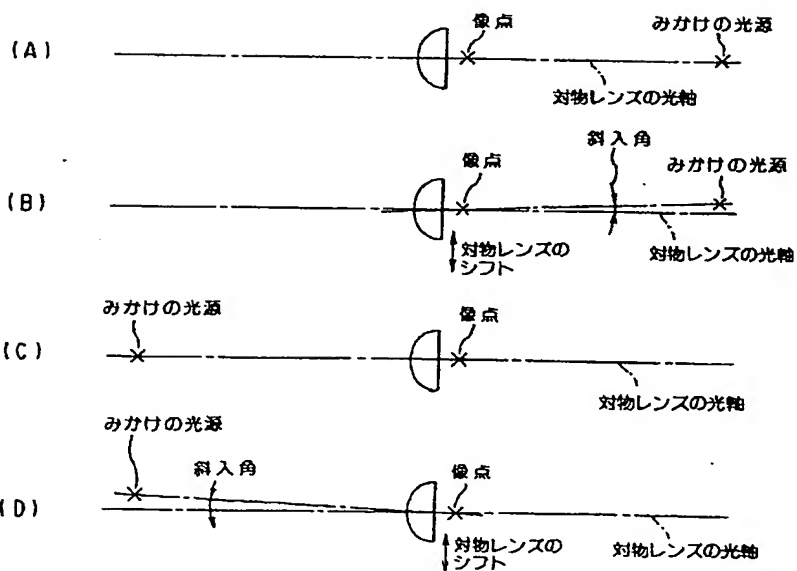 (A)
像点
みかけの光源
対物レンズの光軸
(B)
像点
斜入角
みかけの光源
対物レンズの光軸
対物レンズの
シフト
(C)
みかけの光源
像点
対物レンズの光軸
(D)
みかけの光源
斜入角
像点
対物レンズの光軸
対物レンズの
シフト